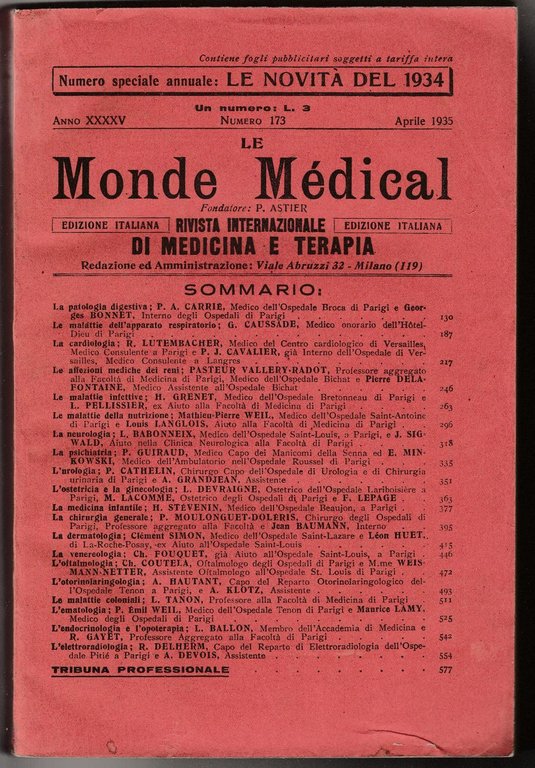 Contiene fogli pubblicitari soggetti a tariffa intera
Numero speciale annuale: LE NOVITÀ DEL 1934
Un numero: L. 3
ANNO XXXXV NUMERO 173 Aprile 1935
LE
Monde Médical
Fondatore: P. ASTIER
EDIZIONE ITALIANA RIVISTA INTERNAZIONALE EDIZIONE ITALIANA
DI MEDICINA E TERAPIA
Redazione ed Amministrazione: Viale Abruzzi 32 - Milano (119)
SOMMARIO:
La patologia digestiva; P. A. CARRIE, Medico dell'Ospedale Broca di Parigi e Geor-
ges BONNET, Interno degli Ospedali di Parigi . . . . . 130
Le malattie dell'apparato respiratorio; G. CAUSSADE, Medico onorario dell'Hôtel-
Dieu di Parigi . . . . . 187
La cardiologia; R. LUTEMBACHER, Medico del Centro cardiologico di Versailles,
Medico Consulente a Parigi e P. J. CAVALIER, già Interno dell'Ospedale di Ver-
sailles, Medico Consulente a Langres . . . . . 217
Le affezioni mediche dei reni; PASTEUR VALLERY-RADOT, Professore aggregato
alla Facoltà di Medicina di Parigi, Medico dell'Ospedale Bichat e Pierre DELA-
FONTAINE, Medico Assistente all'Ospedale Bichat . . . . . 246
Le malattie infettive; H. GRENET, Medico dell'Ospedale Bretonneau di Parigi e
L. PELLISSIER, ex Aiuto alla Facoltà di Medicina di Parigi . . . . . 263
Le malattie della nutrizione; Mathieu-Pierre WEIL, Medico dell'Ospedale Saint-Antoine
di Parigi e Louis LANGLOIS, Aiuto alla Facoltà di Medicina di Parigi . . . . . 296
La neurologia; L. BABONNEIX, Medico dell'Ospedale Saint-Louis, a Parigi, e J. SIG-
WALD, Aiuto nella Clinica Neurologica alla Facoltà di Parigi . . . . . 318
La psichiatria; P. GUIRAUD, Medico Capo dei Manicomi della Senna ed E. MIN-
KOWSKI, Medico dell'Ambulatorio nell'Ospedale Roussel di Parigi . . . . . 335
L'urologia; P. CATHELIN, Chirurgo Capo dell'Ospedale di Urologia e di Chirurgia
urinaria di Parigi e A. GRANDJEAN, Assistente . . . . . 351
L'ostetricia e la ginecologia; L. DEVRAIGNE, Ostetrico dell'Ospedale Lariboisière a
Parigi, M. LACOMME, Ostetrico degli Ospedali di Parigi e F. LEPAGE . 363
La medicina infantile; H. STEVENIN, Medico dell'Ospedale Beaujon, a Parigi . 377
La chirurgia generale; P. MOULONGUET-DOLERIS, Chirurgo degli Ospedali di
Parigi, Professore aggregato alla Facoltà e Jean BAUMANN, Interno . . 395
La dermatologia; Clément SIMON, Medico dell'Ospedale Saint-Lazare e Léon HUET.
di La-Roche-Posay, ex Aiuto all'Ospedale Saint-Louis . . . . . 415
La venereologia; Ch. FOUQUET, già Aiuto all'Ospedale Saint-Louis, a Parigi . 446
L'oftalmologia; Ch. COUTELA, Oftalmologo degli Ospedali di Parigi e M.me WEIS-
MANN-NETTER, Assistente Oftalmologo all'Ospedale St. Louis di Parigi . . 472
L'otorinolaringologia; A. HAUTANT, Capo del Reparto Otorinolaringologico del-
l'Ospedale Tenon a Parigi, e A. KLOTZ, Assistente . . . . . 493
Le malattie coloniali; L. TANON, Professore alla Facoltà di Medicina di Parigi 511
L'ematologia; P. Emil WEIL, Medico dell'Ospedale Tenon di Parigi e Maurice LAMY,
Medico degli Ospedali di Parigi . . . . . 525
L'endocrinologia e l'opoterapia; L. BALLON, Membro dell'Accademia di Medicina e
R. GAYET, Professore Aggregato alla Facoltà di Parigi . . . . . 542
L'elettroradiologia; R. DELHERM, Capo del Reparto di Elettroradiologia dell'Ospe-
dale Pitié a Parigi e A. DEVOIS, Assistente . . . . . 554
TRIBUNA PROFESSIONALE . . . . . 577